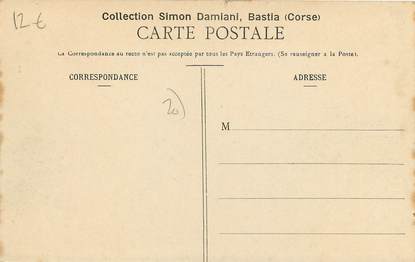 12 €
Collection Simon Damiani, Bastia (Corse)
CARTE POSTALE
La Correspondance au recto n'est pas acceptée par tous les Pays Etrangers. (Se renseigner à la Poste).
CORRESPONDANCE
ADRESSE
20)
M